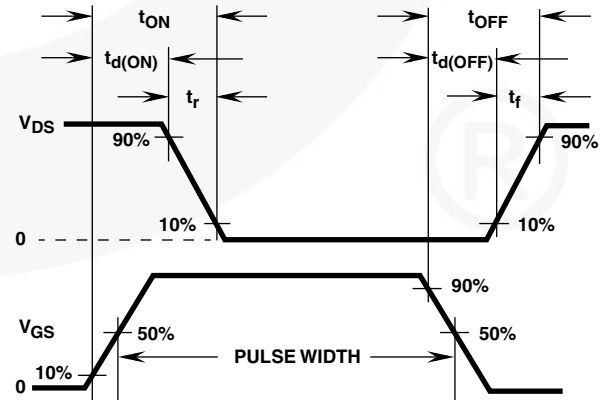 tON
tOFF
td(ON)
td(OFF)
tr
tf
VDS
90%
90%
10%
10%
0
VGS
90%
50%
50%
PULSE WIDTH
10%
0
®